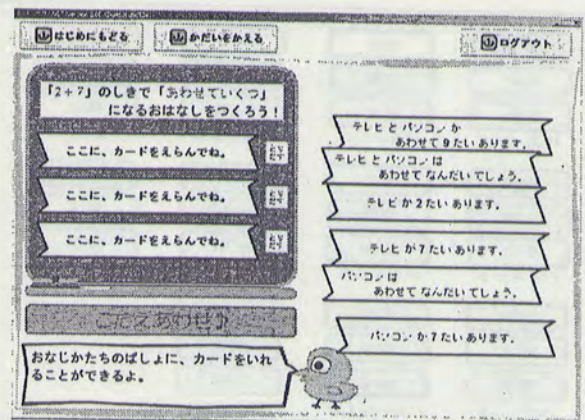 はじめにもどる
かだいをかえる
ログアウト
「2+7」のしきで「あわせていくつ」
になるおはなしをつくろう!
ここに、カードをえらんでね。
ここに、カードをえらんでね。
ここに、カードをえらんでね。
こたえあわせ
おなじかたちのばしょに、カードをいれ
ることができるよ。
テレビ と パソコン が
あわせて 9 たい あります。
テレビ と パソコン は
あわせて なんだい でしょう。
テレビ が 2 たい あります。
テレビ が 7 たい あります。
パソコン は
あわせて なんだい でしょう。
パソコン が 7 たい あります。